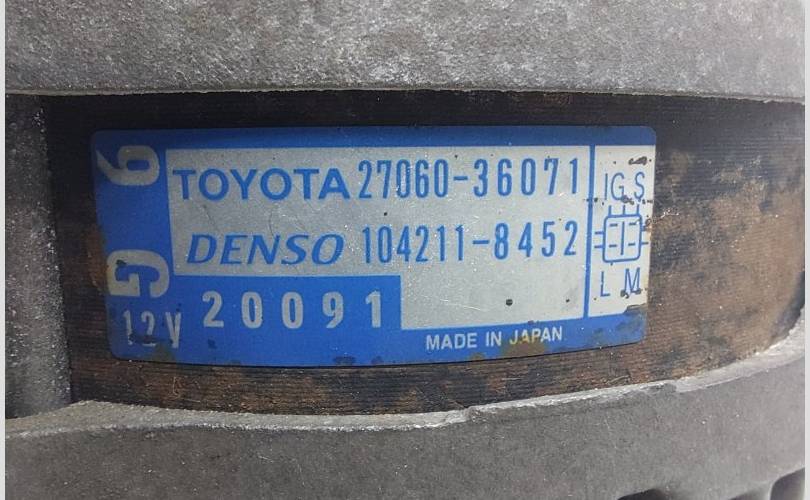 TOYOTA 27060-36071
DENSO 104211-8452
20091
12V
MADE IN JAPAN
IG S
L M